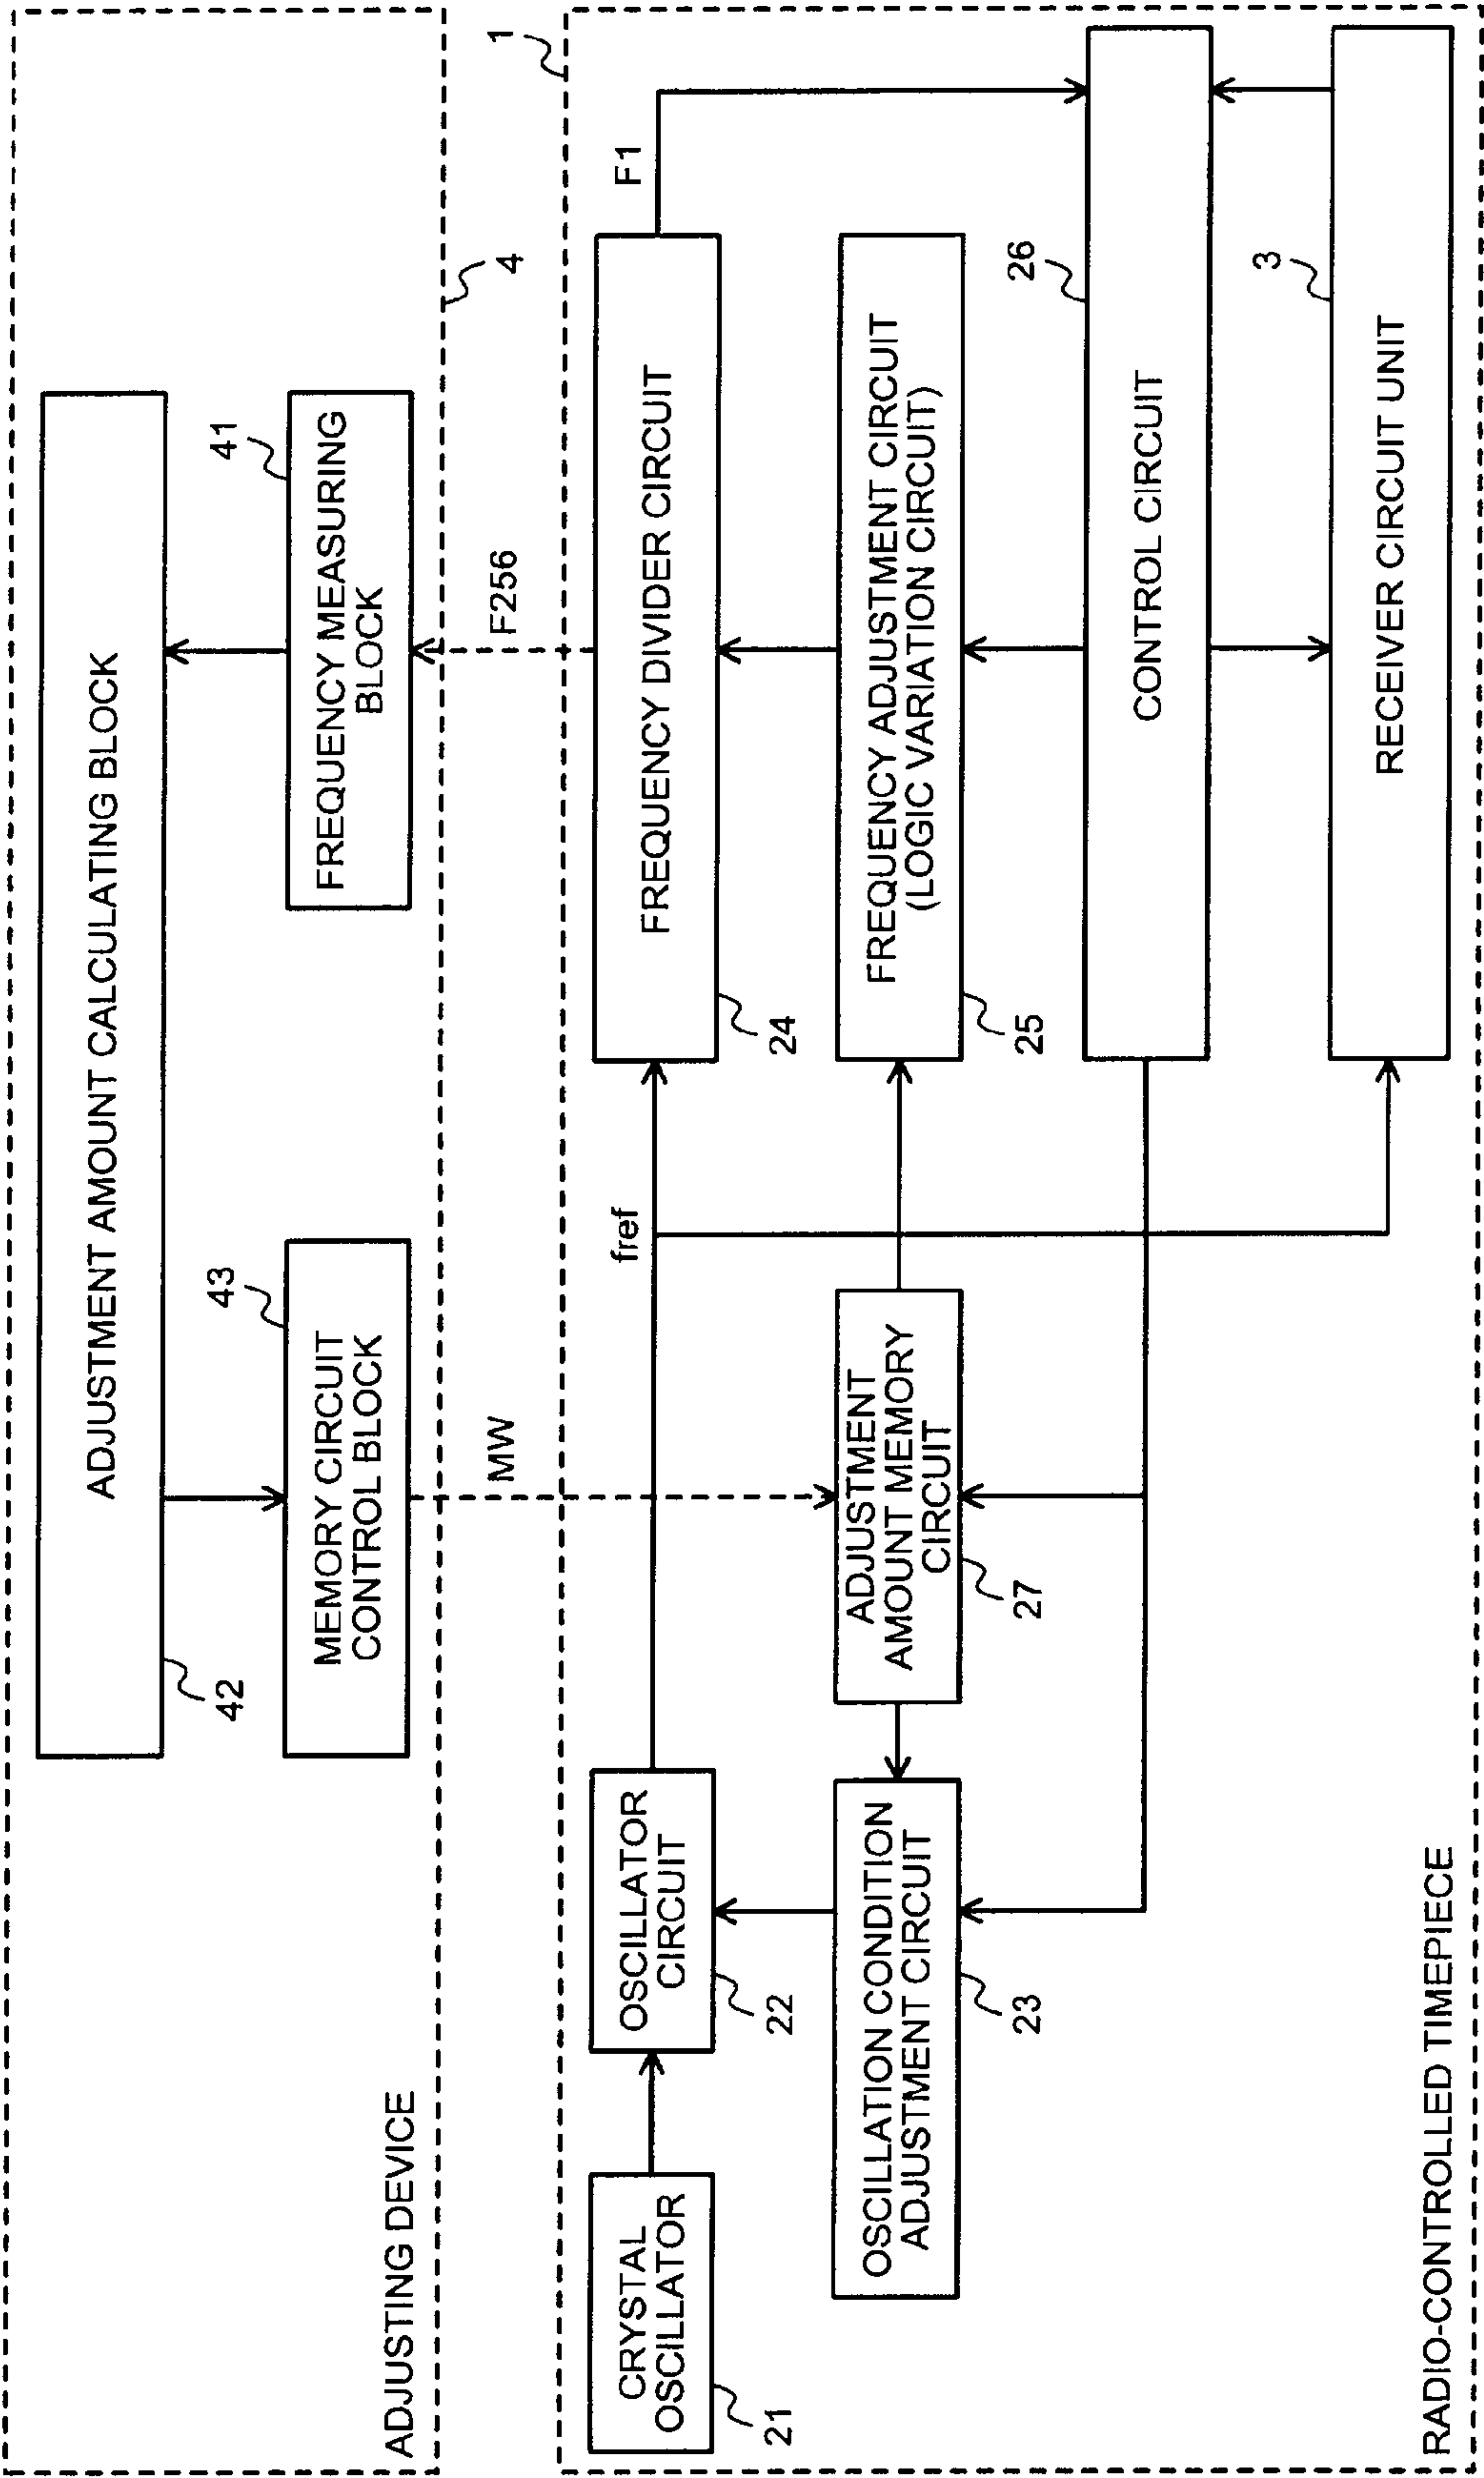 ADJUSTING DEVICE
42
ADJUSTMENT AMOUNT CALCULATING BLOCK
43
MEMORY CIRCUIT
CONTROL BLOCK
41
FREQUENCY MEASURING
BLOCK
4
MW
F256
1
CRYSTAL
OSCILLATOR
21
OSCILLATOR
CIRCUIT
22
fref
FREQUENCY DIVIDER CIRCUIT
24
F1
OSCILLATION CONDITION
ADJUSTMENT CIRCUIT
23
ADJUSTMENT
AMOUNT MEMORY
CIRCUIT
27
FREQUENCY ADJUSTMENT CIRCUIT
(LOGIC VARIATION CIRCUIT)
25
26
CONTROL CIRCUIT
3
RECEIVER CIRCUIT UNIT
RADIO-CONTROLLED TIMEPIECE